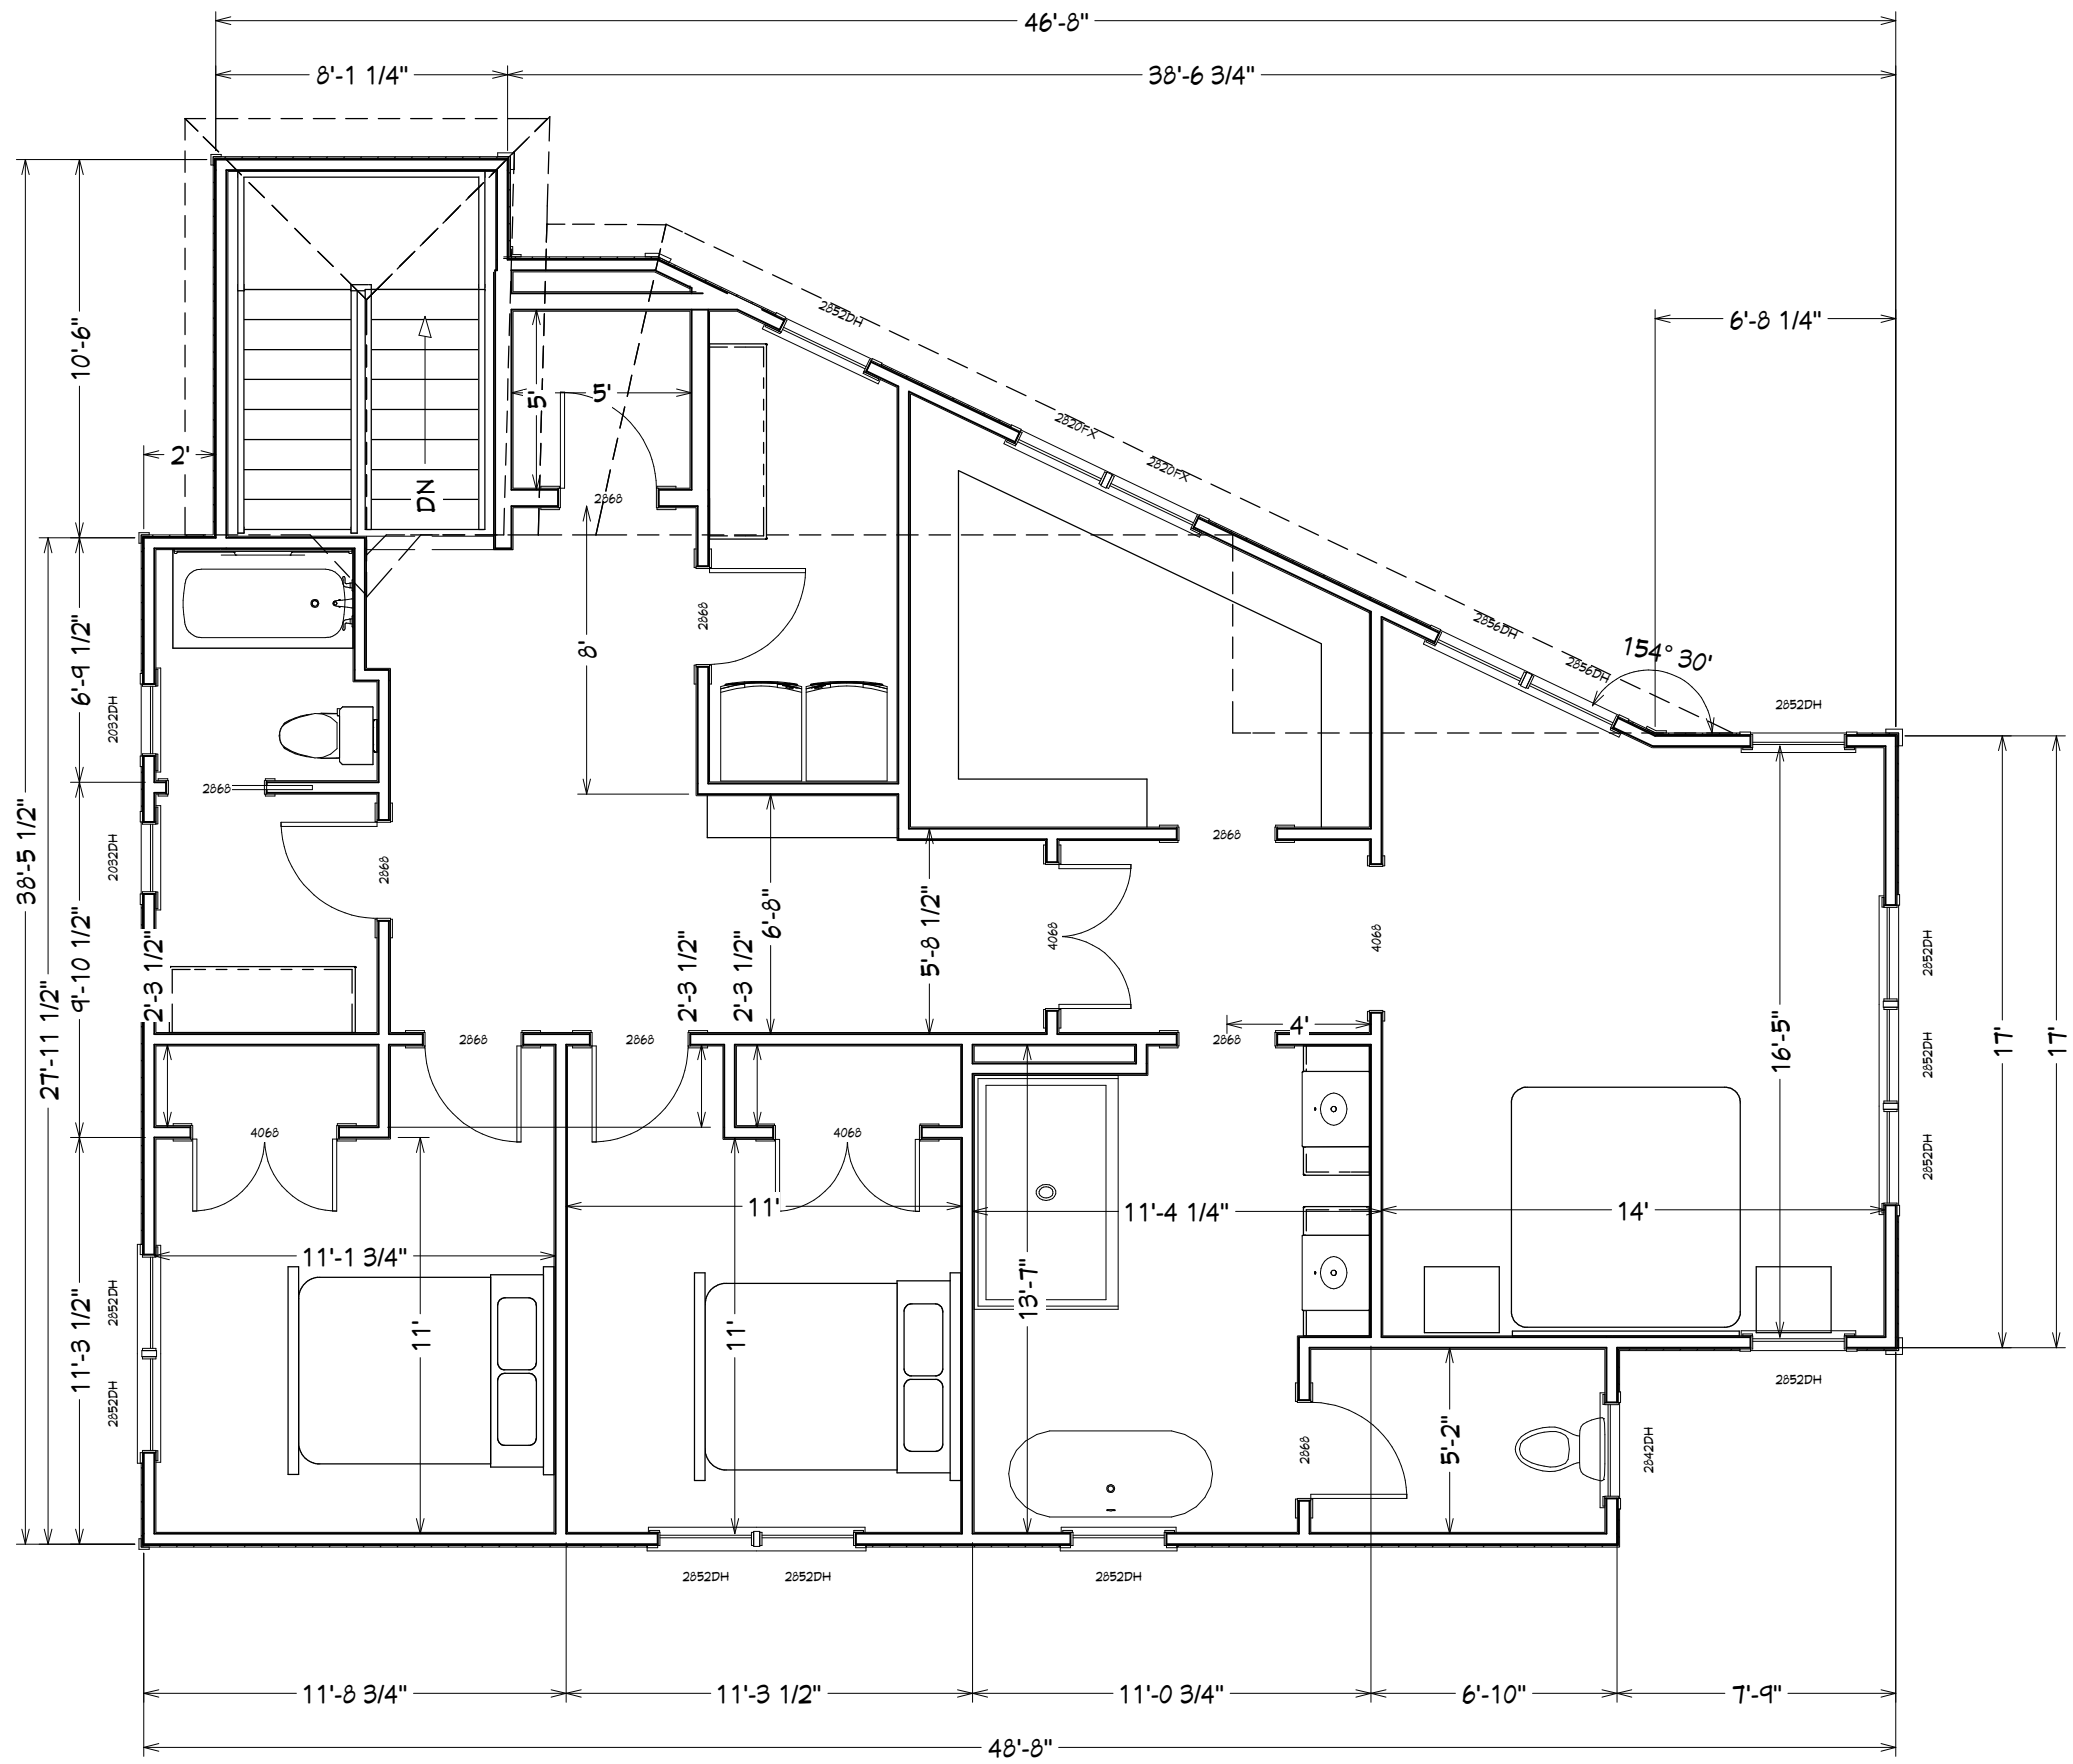 46'-8"
8'-1 1/4"
38'-6 3/4"
2852DH
6'-8 1/4"
10'-6"
5'
5'
2820FX
2'
2820FX
DN
2868
2868
8'
6'-9 1/2"
2032DH
2856DH
2856DH
154° 30'
2852DH
2868
2868
2032DH
2868
38'-5 1/2"
27'-11 1/2"
9'-10 1/2"
2'-3 1/2"
2'-3 1/2"
2'-3 1/2"
6'-8"
5'-8 1/2"
4068
4068
2852DH
2852DH
2852DH
4'
2868
2868
2868
16'-5"
17'
17'
4068
4068
11'
11'-4 1/4"
14'
11'-1 3/4"
11'-3 1/2"
2852DH
2852DH
11'
11'
13'-7"
2852DH
5'-2"
2868
2842DH
2852DH
2852DH
2852DH
11'-8 3/4"
11'-3 1/2"
11'-0 3/4"
6'-10"
7'-9"
48'-8"